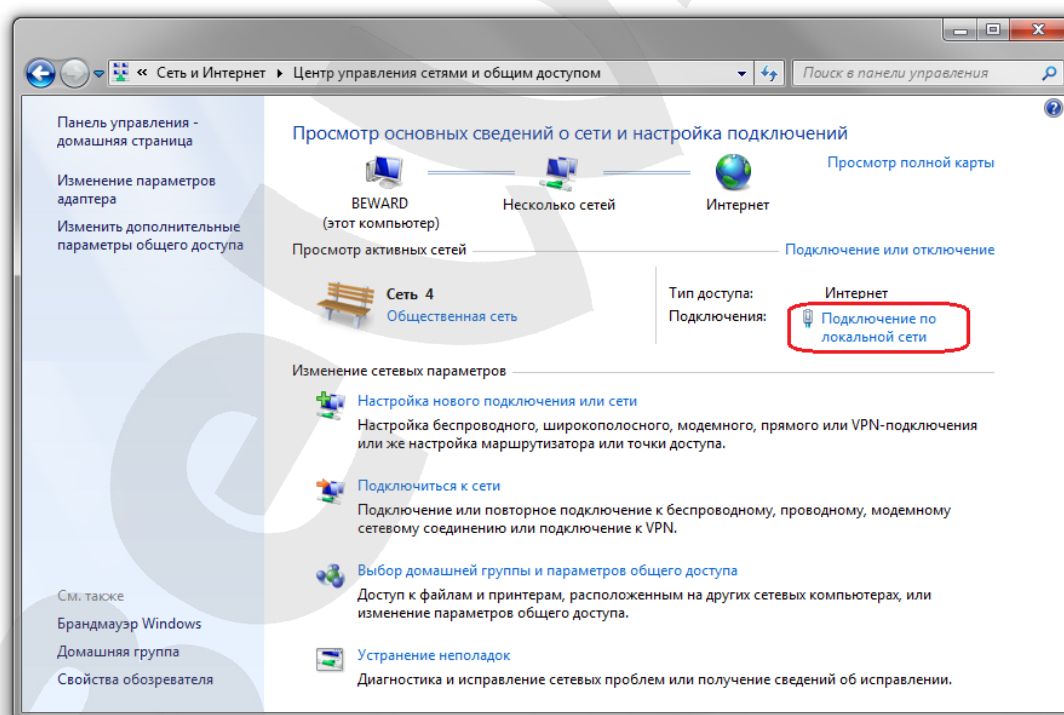 « Сеть и Интернет ▸ Центр управления сетями и общим доступом
Поиск в панели управления
Панель управления -
домашняя страница
Изменение параметров
адаптера
Изменить дополнительные
параметры общего доступа
См. также
Брандмауэр Windows
Домашняя группа
Свойства обозревателя
Просмотр основных сведений о сети и настройка подключений
Просмотр полной карты
BEWARD
(этот компьютер)
Несколько сетей
Интернет
Просмотр активных сетей
Подключение или отключение
Сеть 4
Общественная сеть
Тип доступа: Интернет
Подключения: Подключение по
локальной сети
Изменение сетевых параметров
Настройка нового подключения или сети
Настройка беспроводного, широкополосного, модемного, прямого или VPN-подключения
или же настройка маршрутизатора или точки доступа.
Подключиться к сети
Подключение или повторное подключение к беспроводному, проводному, модемному
сетевому соединению или подключение к VPN.
Выбор домашней группы и параметров общего доступа
Доступ к файлам и принтерам, расположенным на других сетевых компьютерах, или
изменение параметров общего доступа.
Устранение неполадок
Диагностика и исправление сетевых проблем или получение сведений об исправлении.